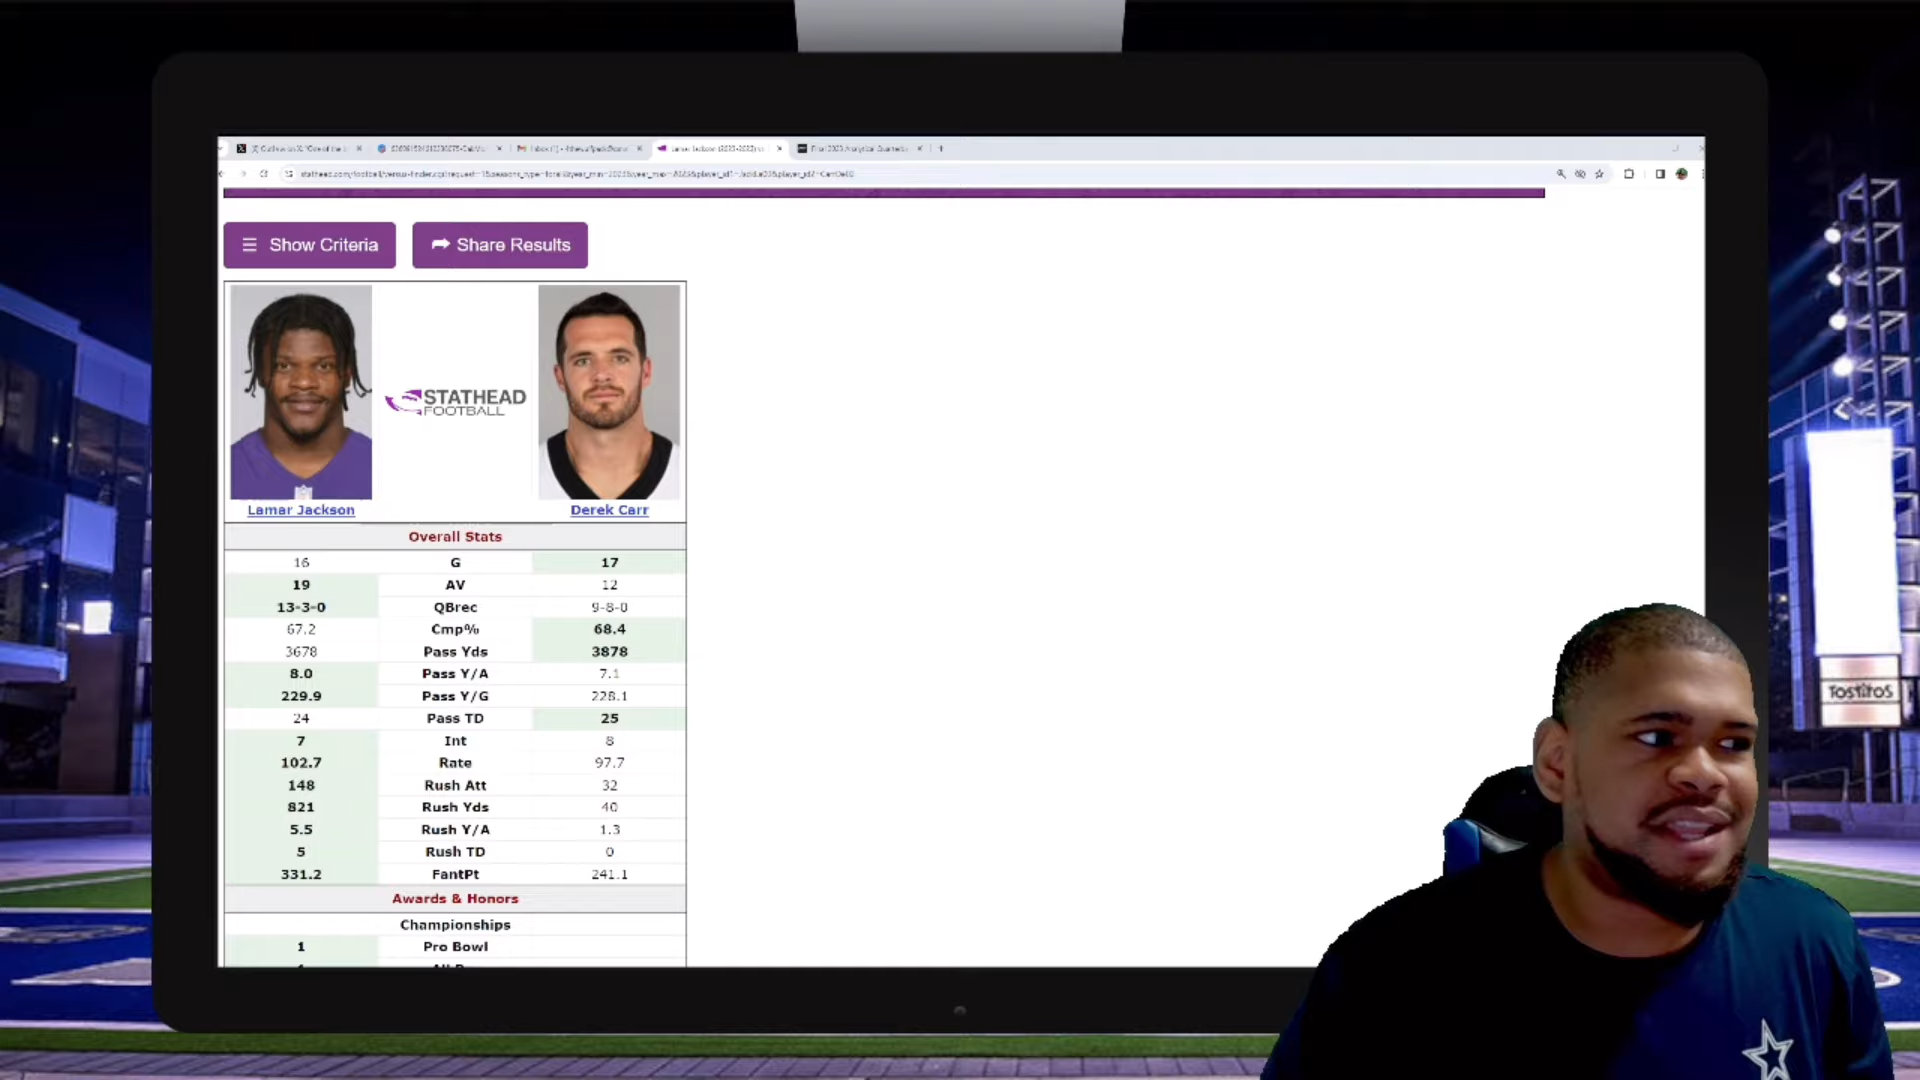 Show Criteria
Share Results
STATHEAD
FOOTBALL
Lamar Jackson
Derek Carr
Overall Stats
16 G 17
19 AV 12
13-3-0 QBrec 9-8-0
67.2 Cmp% 68.4
3678 Pass Yds 3878
8.0 Pass Y/A 7.1
229.9 Pass Y/G 228.1
24 Pass TD 25
7 Int 8
102.7 Rate 97.7
148 Rush Att 32
821 Rush Yds 40
5.5 Rush Y/A 1.3
5 Rush TD 0
331.2 FantPt 241.1
Awards & Honors
Championships
1 Pro Bowl
Tostitos